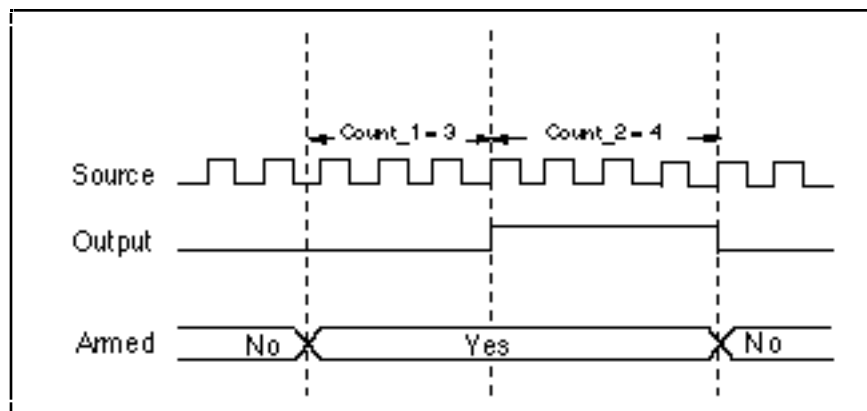 Count_1 = 3 Count_2 = 4
Source
Output
Armed No Yes No